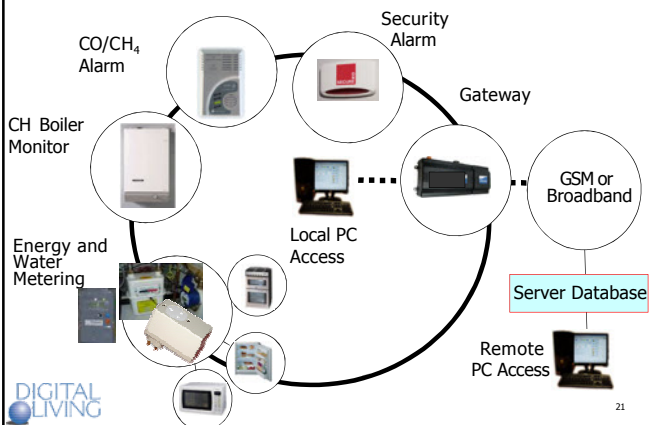 Security
Alarm
CO/CH₄
Alarm
Gateway
CH Boiler
Monitor
GSM or
Broadband
Local PC
Access
Energy and
Water
Metering
Server Database
Remote
PC Access
DIGITAL
LIVING
21